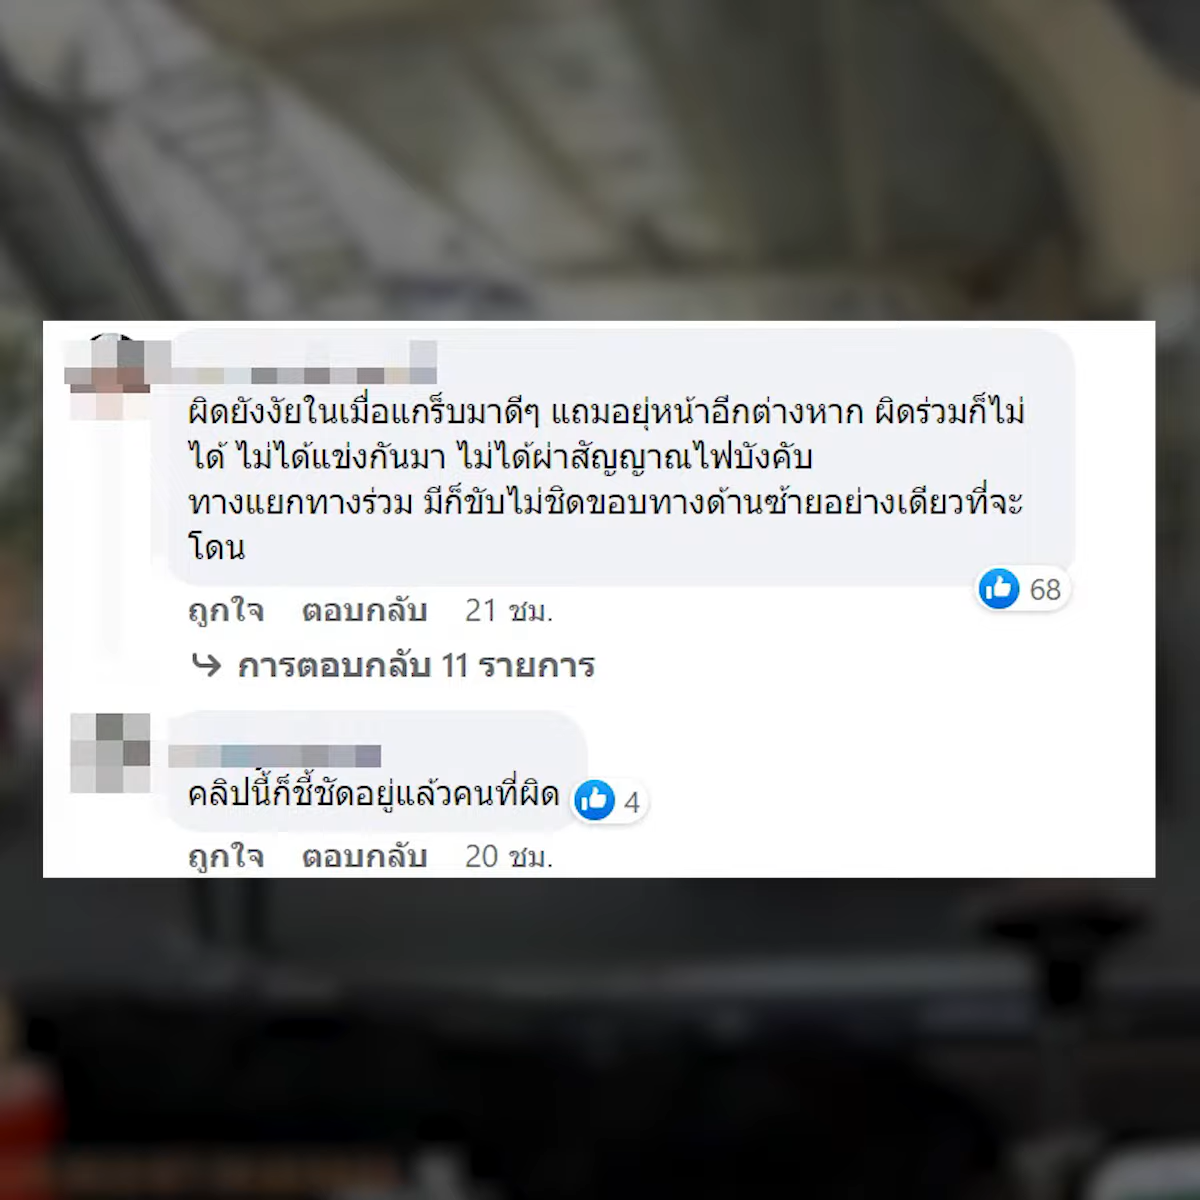 ผิดยังงัยในเมื่อแกร็บมาดีๆ แถมอยุ่หน้าอีกต่างหาก ผิดร่วมก็ไม่
ได้ ไม่ได้แข่งกันมา ไม่ได้ผ่าสัญญาณไฟบังคับ
ทางแยกทางร่วม มีก็ขับไม่ชิดขอบทางด้านซ้ายอย่างเดียวที่จะ
โดน
68
ถูกใจ ตอบกลับ 21 ชม.
การตอบกลับ 11 รายการ
คลิปนี้ก็ชี้ชัดอยู่แล้วคนที่ผิด 4
ถูกใจ ตอบกลับ 20 ชม.